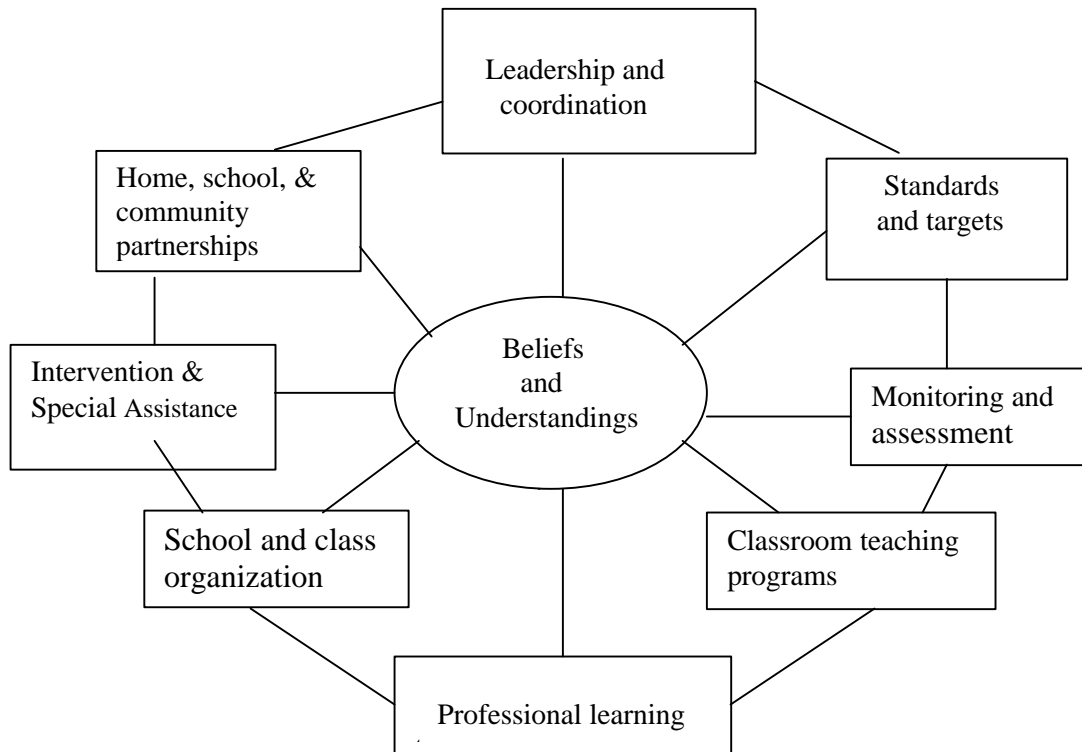 Leadership and
coordination
Home, school, &
community
partnerships
Standards
and targets
Beliefs
and
Understandings
Intervention &
Special Assistance
Monitoring and
assessment
School and class
organization
Classroom teaching
programs
Professional learning